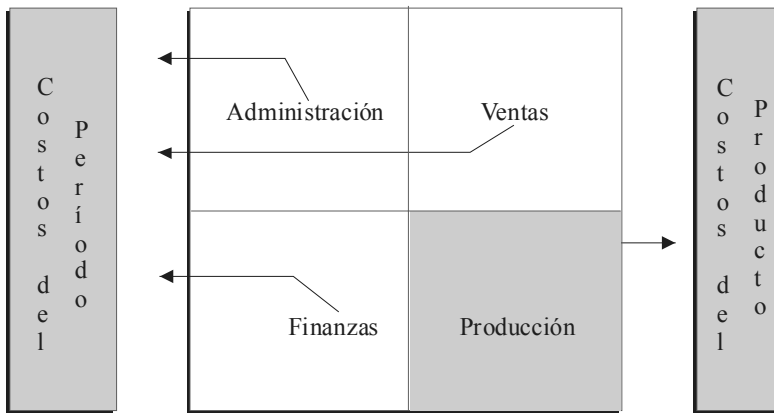 Costos del
Período
Administración
Ventas
Finanzas
Producción
Costos del
Producto